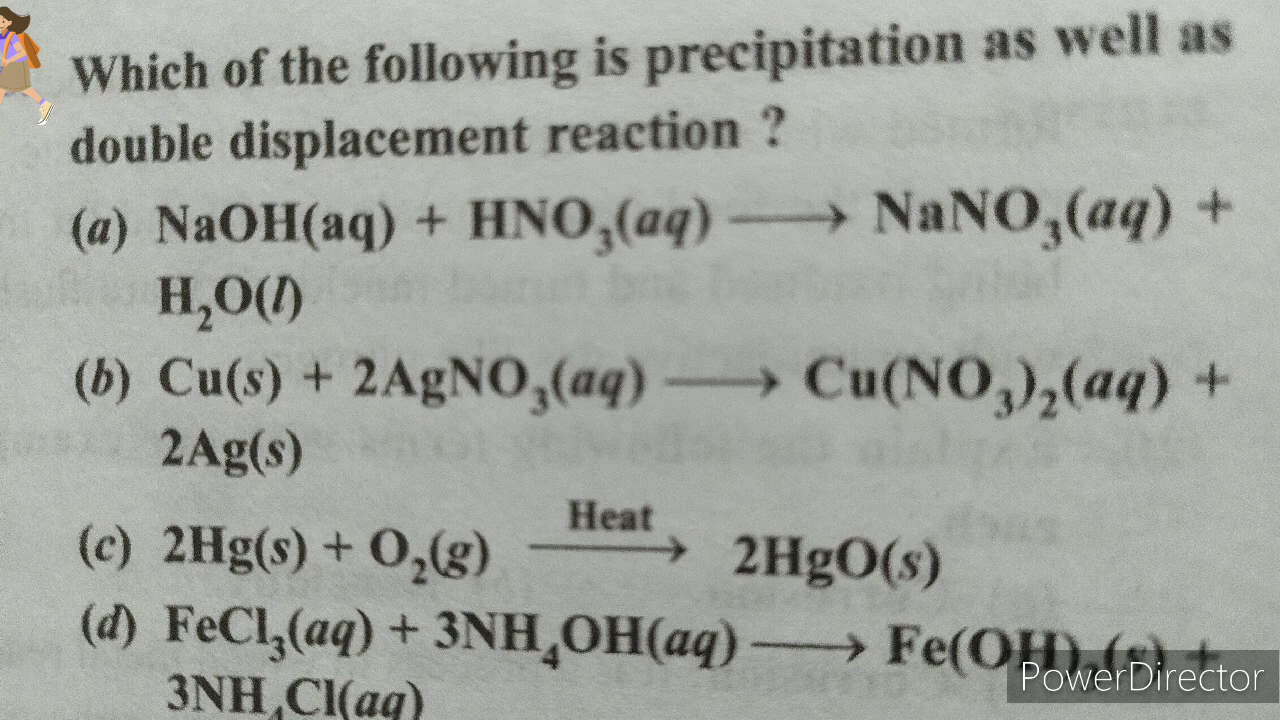 Which of the following is precipitation as well as
double displacement reaction ?
(a) NaOH(aq) + HNO₃(aq) ⟶ NaNO₃(aq) +
H₂O(l)
(b) Cu(s) + 2AgNO₃(aq) ⟶ Cu(NO₃)₂(aq) +
2Ag(s)
Heat
(c) 2Hg(s) + O₂(g) ⟶ 2HgO(s)
(d) FeCl₃(aq) + 3NH₄OH(aq) ⟶ Fe(OH)₃(s) +
3NH₄Cl(aq)
PowerDirector